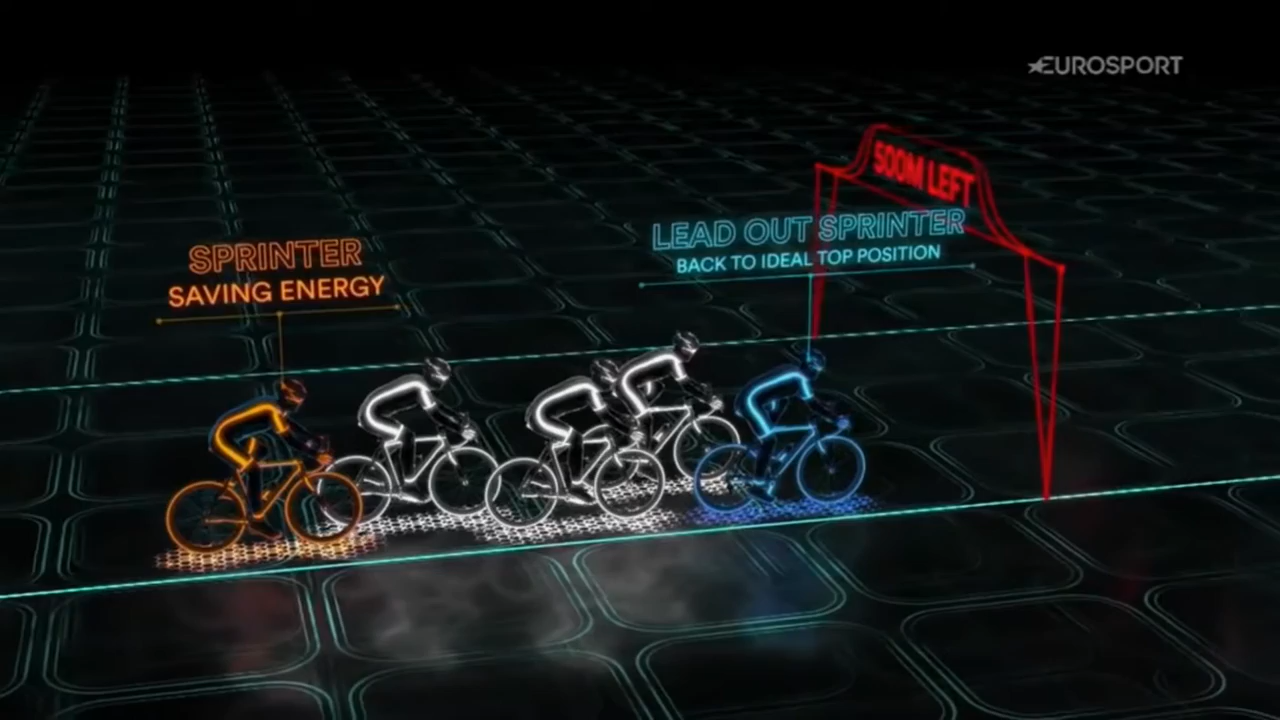 EUROSPORT
500M LEFT
LEAD OUT SPRINTER
BACK TO IDEAL TOP POSITION
SPRINTER
SAVING ENERGY